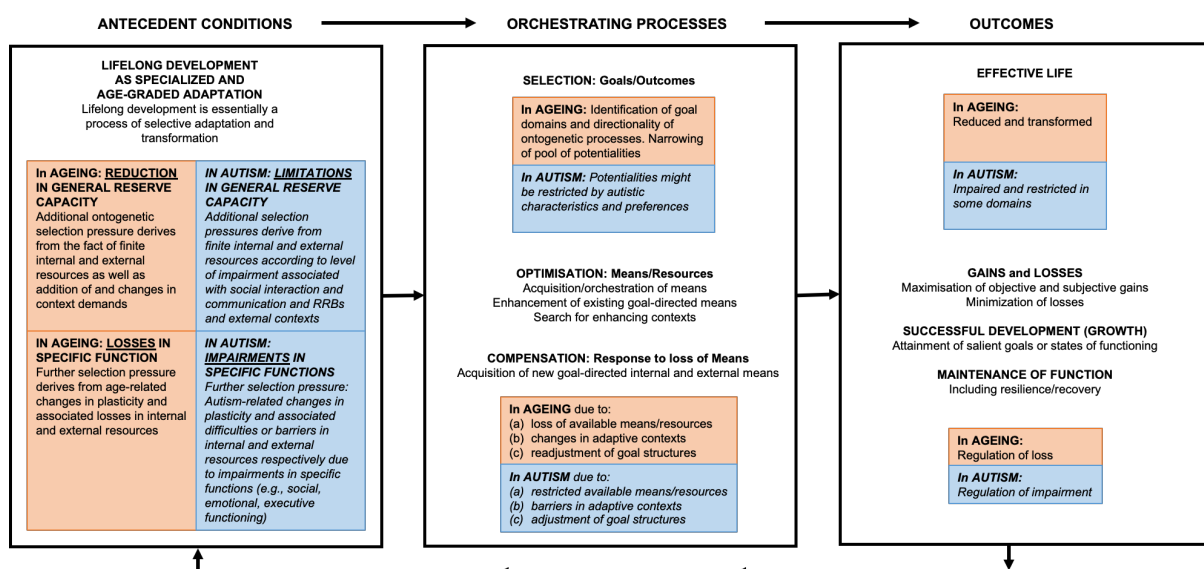 ANTECEDENT CONDITIONS
ORCHESTRATING PROCESSES
OUTCOMES
LIFELONG DEVELOPMENT
AS SPECIALIZED AND
AGE-GRADED ADAPTATION
Lifelong development is essentially a
process of selective adaptation and
transformation
In AGEING: REDUCTION
IN GENERAL RESERVE
CAPACITY
Additional ontogenetic
selection pressure derives
from the fact of finite
internal and external
resources as well as
addition of and changes in
context demands
IN AUTISM: LIMITATIONS
IN GENERAL RESERVE
CAPACITY
Additional selection
pressures derive from
finite internal and external
resources according to level
of impairment associated
with social interaction and
communication and RRBs
and external contexts
IN AGEING: LOSSES IN
SPECIFIC FUNCTION
Further selection pressure
derives from age-related
changes in plasticity and
associated losses in internal
and external resources
IN AUTISM:
IMPAIRMENTS IN
SPECIFIC FUNCTIONS
Further selection pressure:
Autism-related changes in
plasticity and associated
difficulties or barriers in
internal and external
resources respectively due
to impairments in specific
functions (e.g., social,
emotional, executive
functioning)
SELECTION: Goals/Outcomes
In AGEING: Identification of goal
domains and directionality of
ontogenetic processes. Narrowing
of pool of potentialities
In AUTISM: Potentialities might
be restricted by autistic
characteristics and preferences
OPTIMISATION: Means/Resources
Acquisition/orchestration of means
Enhancement of existing goal-directed means
Search for enhancing contexts
COMPENSATION: Response to loss of Means
Acquisition of new goal-directed internal and external means
In AGEING due to:
(a) loss of available means/resources
(b) changes in adaptive contexts
(c) readjustment of goal structures
In AUTISM due to:
(a) restricted available means/resources
(b) barriers in adaptive contexts
(c) adjustment of goal structures
EFFECTIVE LIFE
In AGEING:
Reduced and transformed
In AUTISM:
Impaired and restricted in
some domains
GAINS and LOSSES
Maximisation of objective and subjective gains
Minimization of losses
SUCCESSFUL DEVELOPMENT (GROWTH)
Attainment of salient goals or states of functioning
MAINTENANCE OF FUNCTION
Including resilience/recovery
In AGEING:
Regulation of loss
In AUTISM:
Regulation of impairment